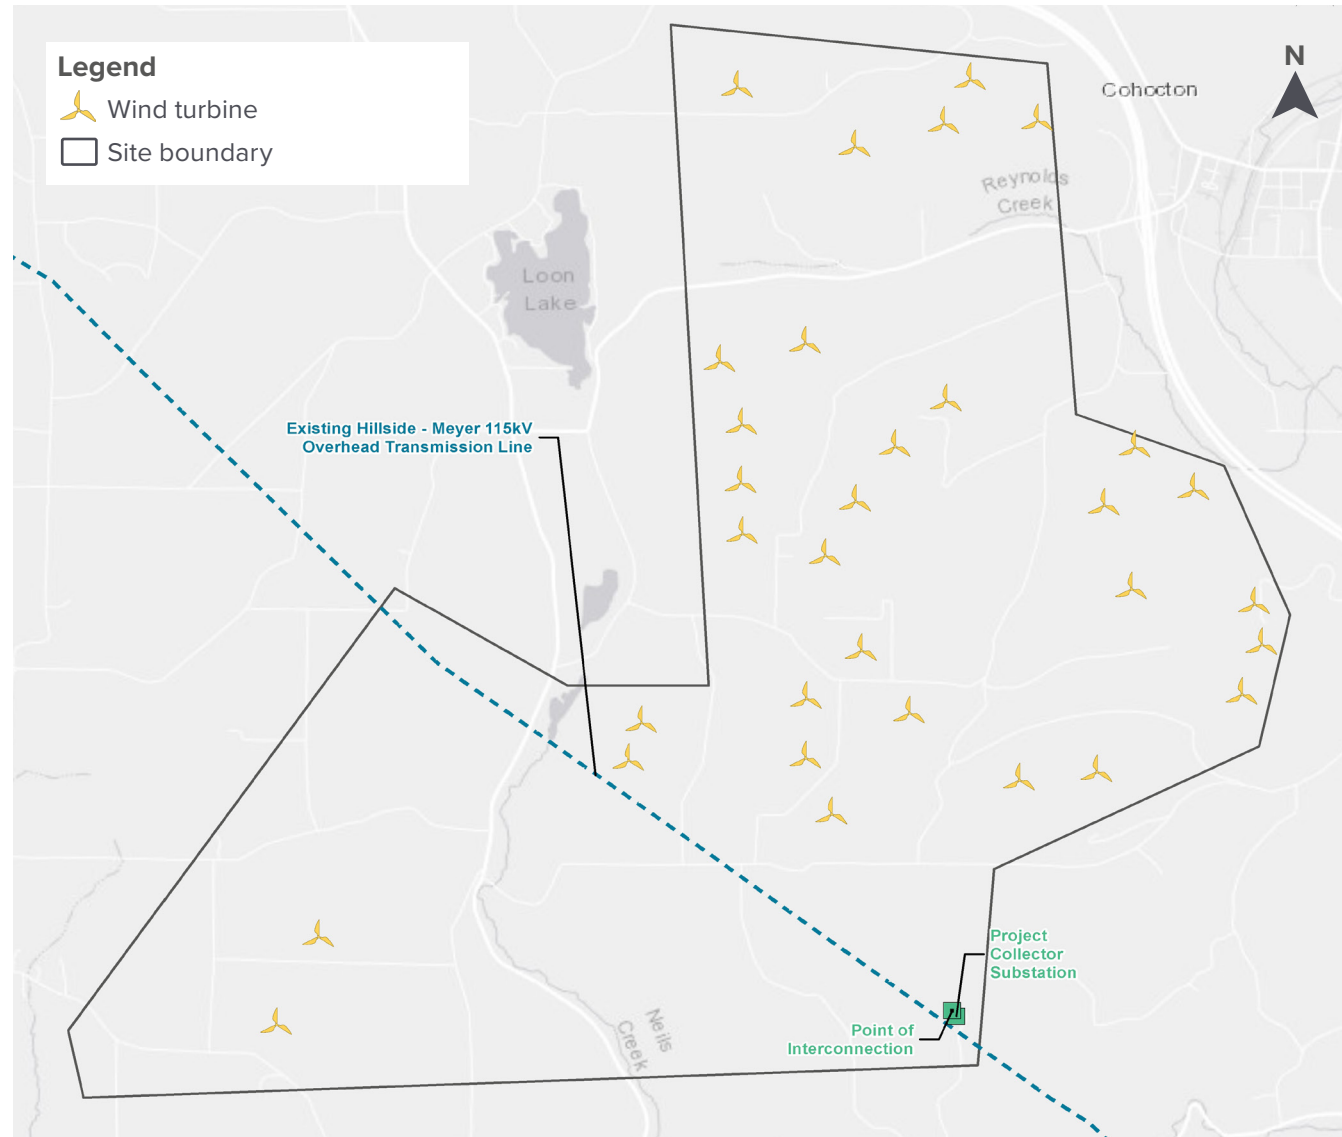 Legend
Wind turbine
Site boundary
N
Cohocton
Reynolds
Creek
Loon
Lake
Existing Hillside - Meyer 115kV
Overhead Transmission Line
Project
Collector
Substation
Point of
Interconnection
Neils
Creek